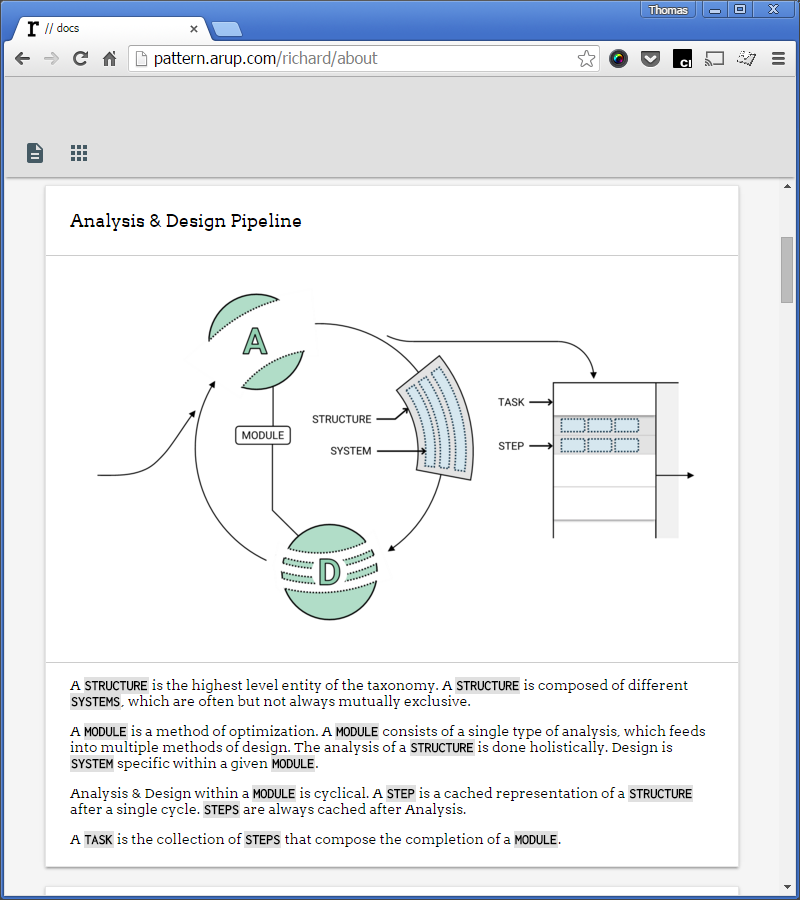 Thomas
r // docs
pattern.arup.com/richard/about
CI
Analysis & Design Pipeline
A
MODULE
STRUCTURE
SYSTEM
TASK
STEP
D
A STRUCTURE is the highest level entity of the taxonomy. A STRUCTURE is composed of different
SYSTEMS, which are often but not always mutually exclusive.
A MODULE is a method of optimization. A MODULE consists of a single type of analysis, which feeds
into multiple methods of design. The analysis of a STRUCTURE is done holistically. Design is
SYSTEM specific within a given MODULE.
Analysis & Design within a MODULE is cyclical. A STEP is a cached representation of a STRUCTURE
after a single cycle. STEPS are always cached after Analysis.
A TASK is the collection of STEPS that compose the completion of a MODULE.